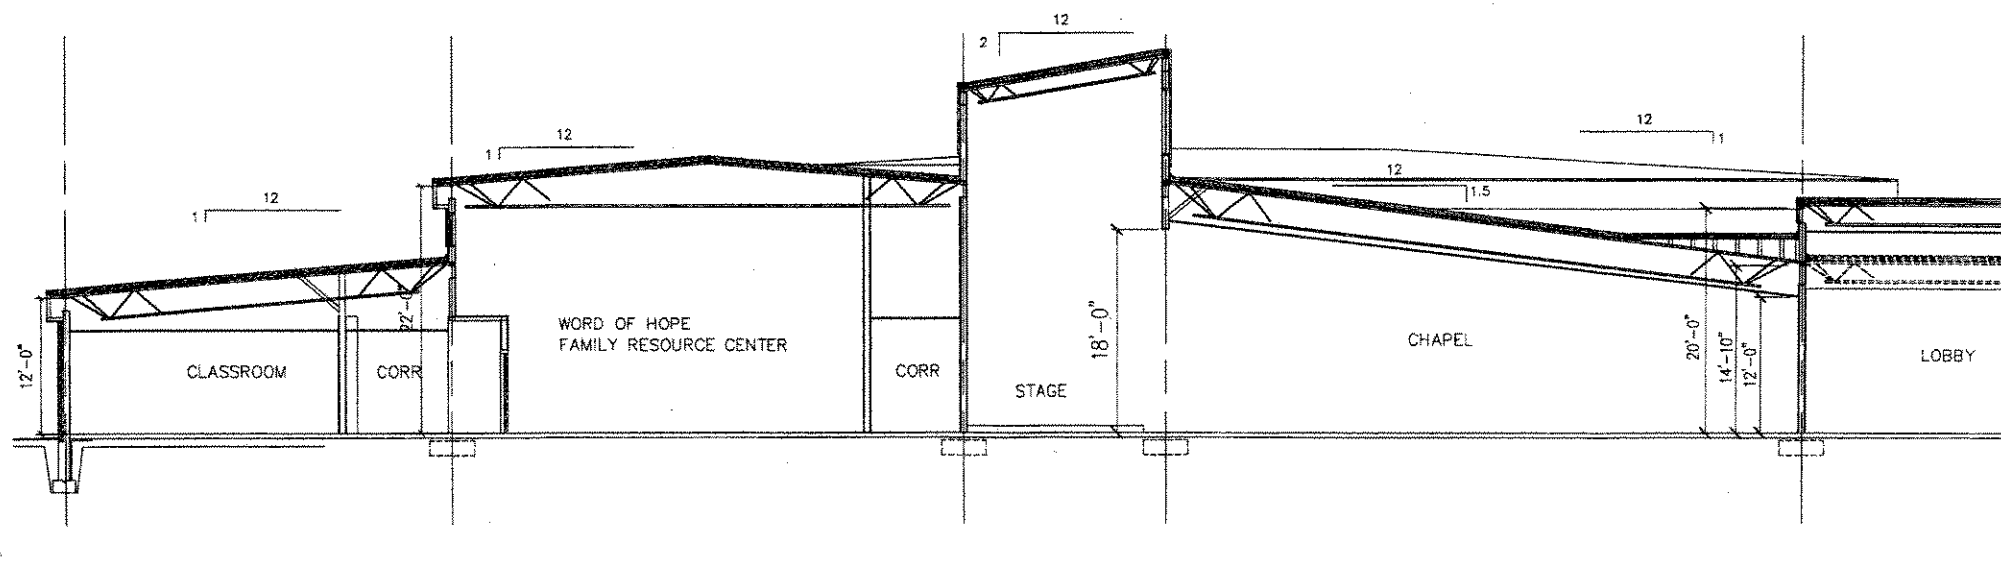 12
2
12
1
12
1
12
1
12
1.5
12'-0"
CLASSROOM
CORR
22'-0
WORD OF HOPE
FAMILY RESOURCE CENTER
CORR
STAGE
18'-0"
CHAPEL
20'-0"
14'-10"
12'-0"
LOBBY